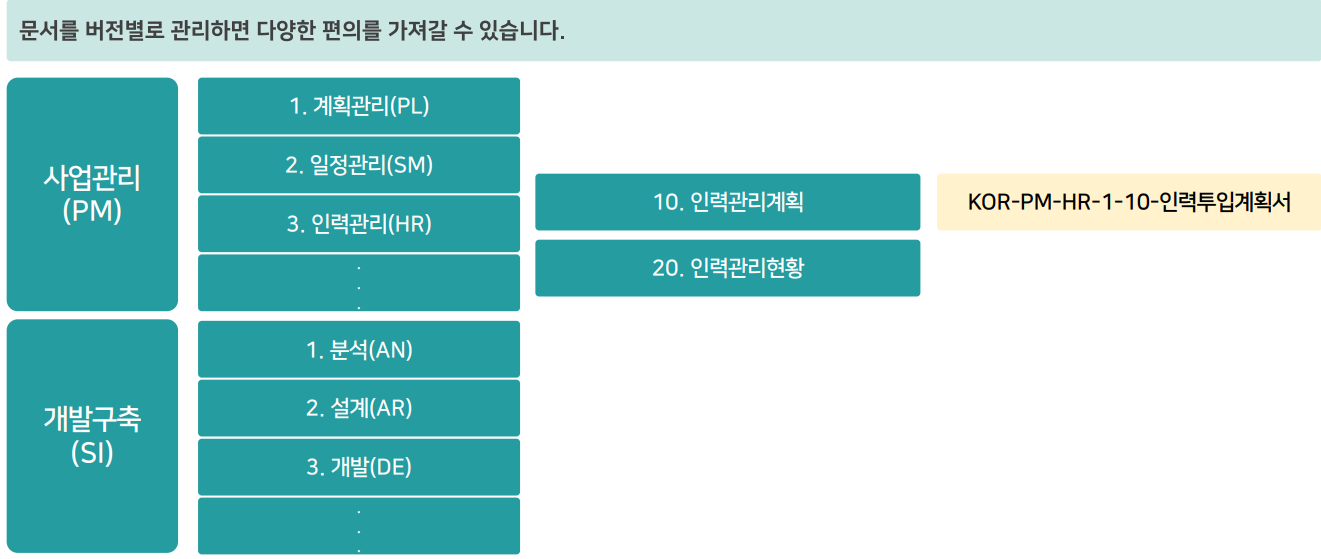 문서를 버전별로 관리하면 다양한 편의를 가져갈 수 있습니다.
사업관리
(PM)
1. 계획관리(PL)
2. 일정관리(SM)
3. 인력관리(HR)
.
.
.
10. 인력관리계획
20. 인력관리현황
KOR-PM-HR-1-10-인력투입계획서
개발구축
(SI)
1. 분석(AN)
2. 설계(AR)
3. 개발(DE)
.
.
.